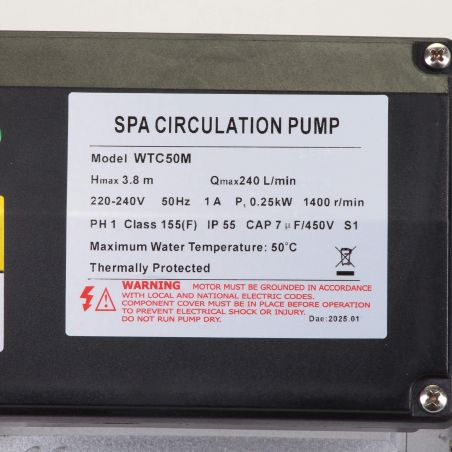 SPA CIRCULATION PUMP
Model WTC50M
Hmax 3.8 m Qmax240 L/min
220-240V 50Hz 1 A P, 0.25kW 1400 r/min
PH 1 Class 155(F) IP 55 CAP 7 μF/450V S1
Maximum Water Temperature: 50°C
Thermally Protected
WARNING MOTOR MUST BE GROUNDED IN ACCORDANCE
WITH LOCAL AND NATIONAL ELECTRIC CODES.
COMPONENT COVER MUST BE IN PLACE BEFORE OPERATION
TO PREVENT ELECTRICAL SHOCK OR INJURY.
DO NOT RUN PUMP DRY.
Dae:2025.01